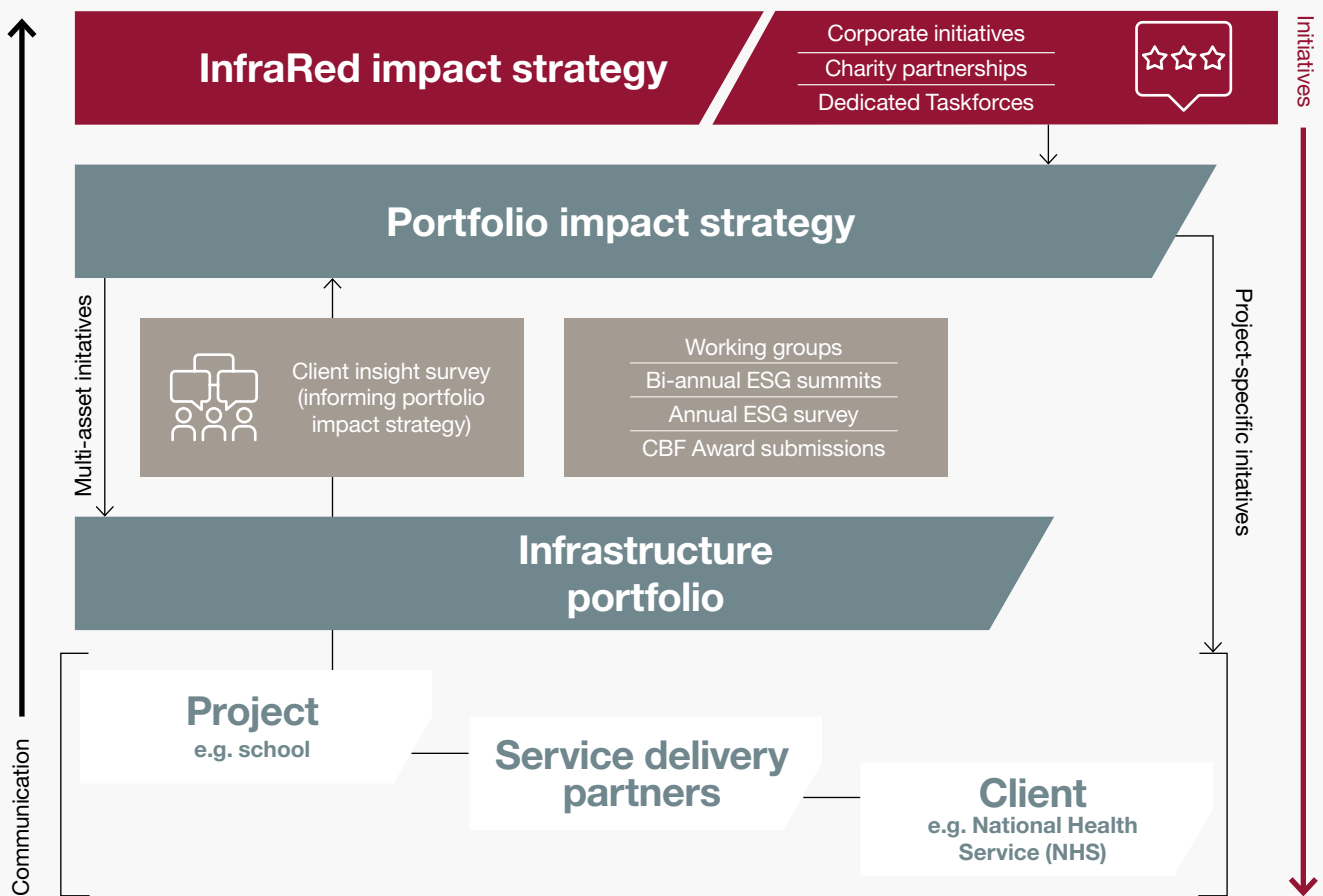 InfraRed impact strategy
Corporate initiatives
Charity partnerships
Dedicated Taskforces
Initiatives
Portfolio impact strategy
Multi-asset initatives
Client insight survey
(informing portfolio
impact strategy)
Working groups
Bi-annual ESG summits
Annual ESG survey
CBF Award submissions
Project-specific initatives
Infrastructure
portfolio
Project
e.g. school
Service delivery
partners
Client
e.g. National Health
Service (NHS)
Communication